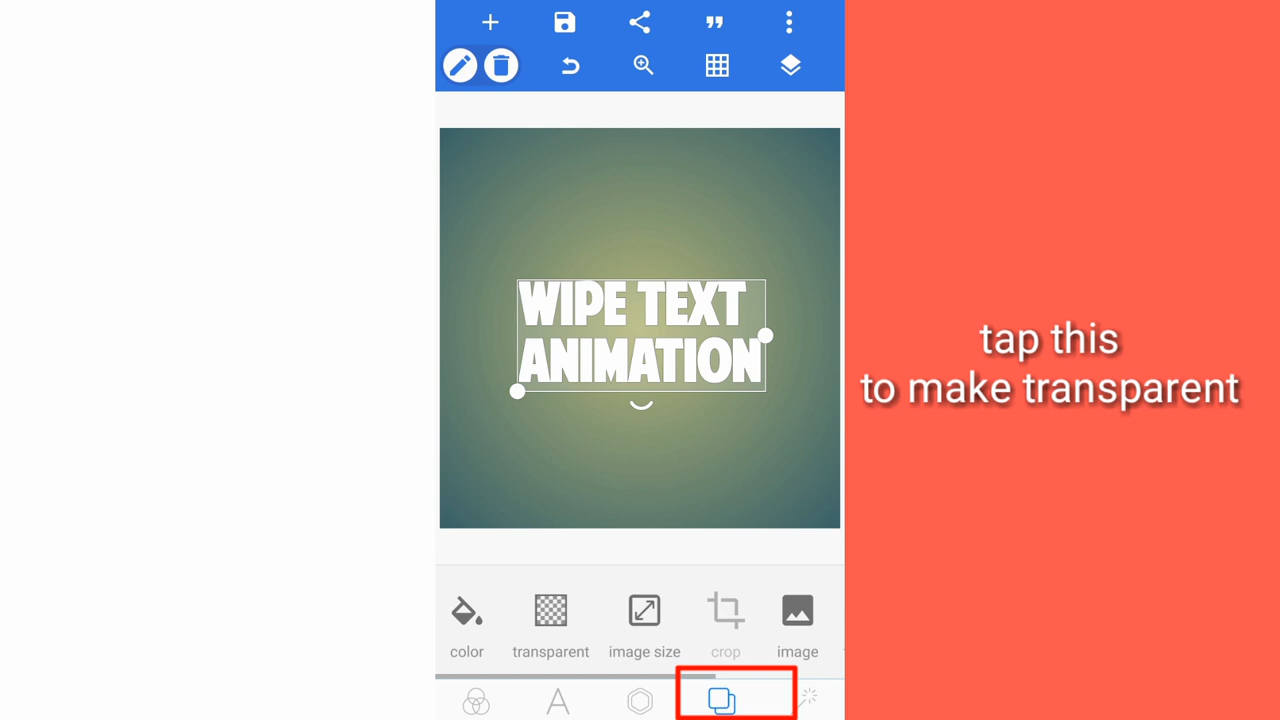 WIPE TEXT
ANIMATION
tap this
to make transparent
color
transparent
image size
crop
image